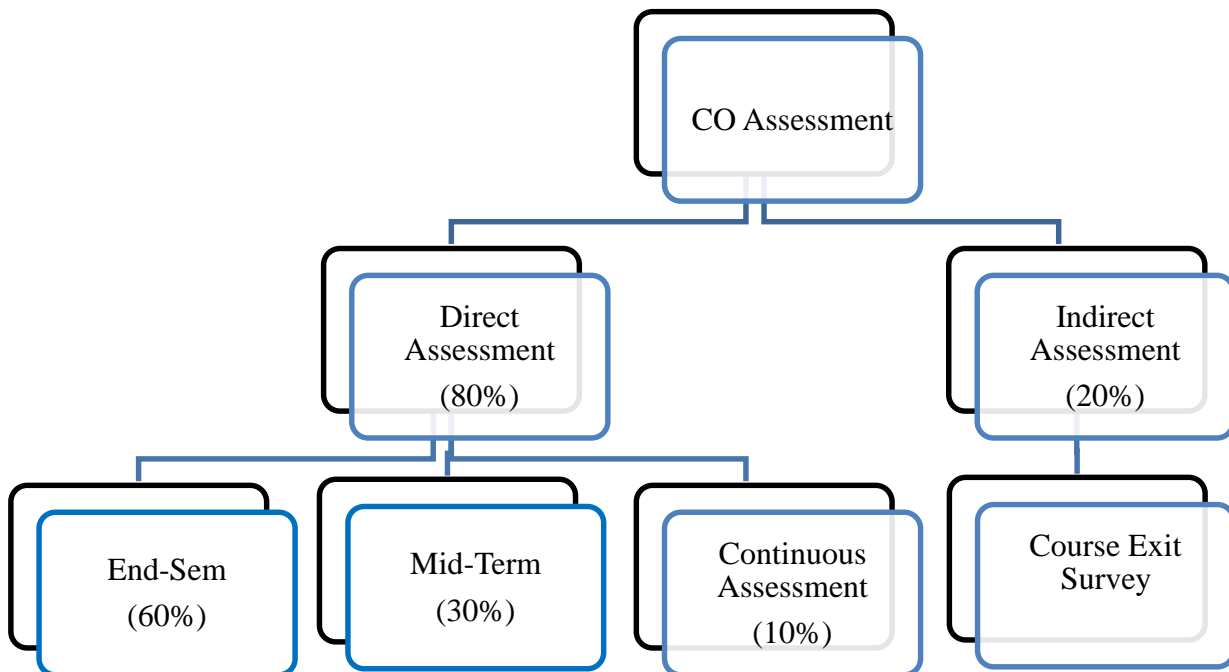 CO Assessment
Direct
Assessment
(80%)
Indirect
Assessment
(20%)
End-Sem
(60%)
Mid-Term
(30%)
Continuous
Assessment
(10%)
Course Exit
Survey